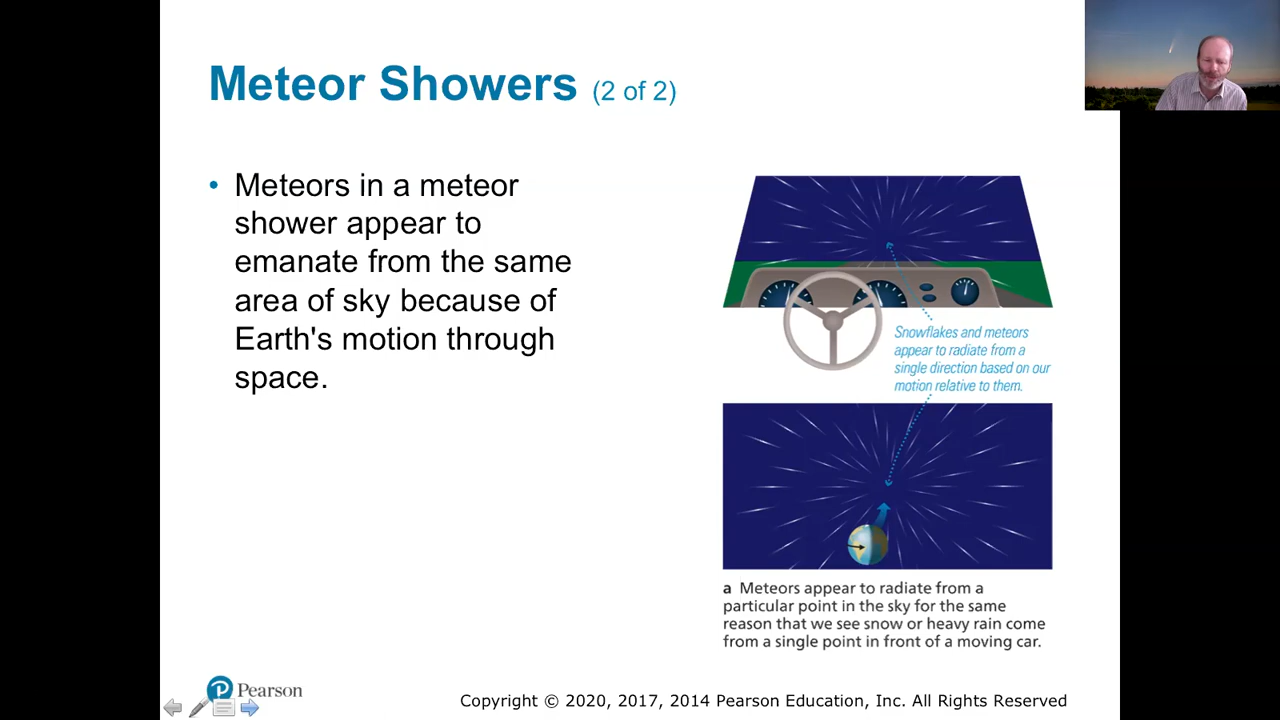 Meteor Showers (2 of 2)
• Meteors in a meteor
shower appear to
emanate from the same
area of sky because of
Earth's motion through
space.
Snowflakes and meteors
appear to radiate from a
single direction based on our
motion relative to them.
a Meteors appear to radiate from a
particular point in the sky for the same
reason that we see snow or heavy rain come
from a single point in front of a moving car.
Pearson
Copyright © 2020, 2017, 2014 Pearson Education, Inc. All Rights Reserved